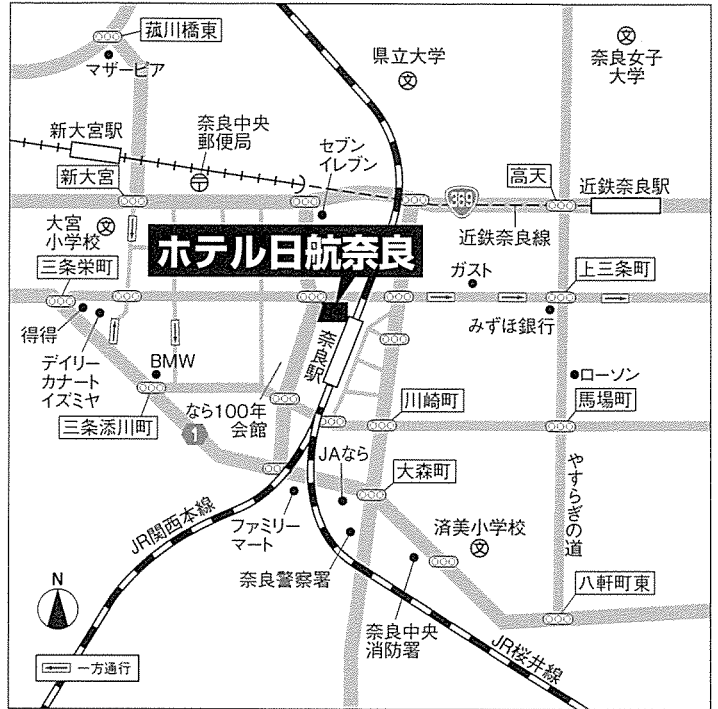 菰川橋東
マザーピア
県立大学
文
文
奈良女子
大学
新大宮駅
奈良中央
郵便局
〒
セブン
イレブン
新大宮
369
高天
近鉄奈良駅
近鉄奈良線
大宮
小学校
文
ホテル日航奈良
三条栄町
ガスト
上三条町
みずほ銀行
得得
デイリー
カナート
イズミヤ
BMW
奈良駅
ローソン
なら100年
会館
川崎町
馬場町
三条添川町
1
JAなら
大森町
やすらぎの道
JR関西本線
ファミリー
マート
済美小学校
文
奈良警察署
八軒町東
N
奈良中央
消防署
JR桜井線
一方通行